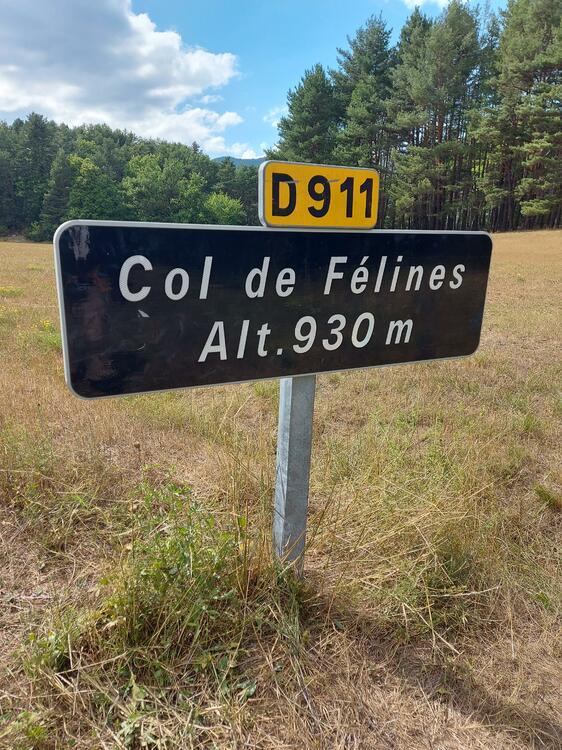 D911
Col de Félines
Alt.930 m